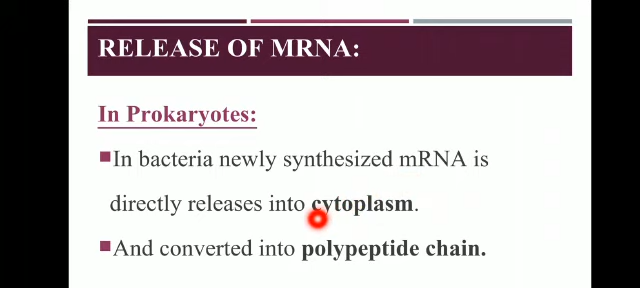 RELEASE OF MRNA:
In Prokaryotes:
In bacteria newly synthesized mRNA is
directly releases into cytoplasm.
And converted into polypeptide chain.